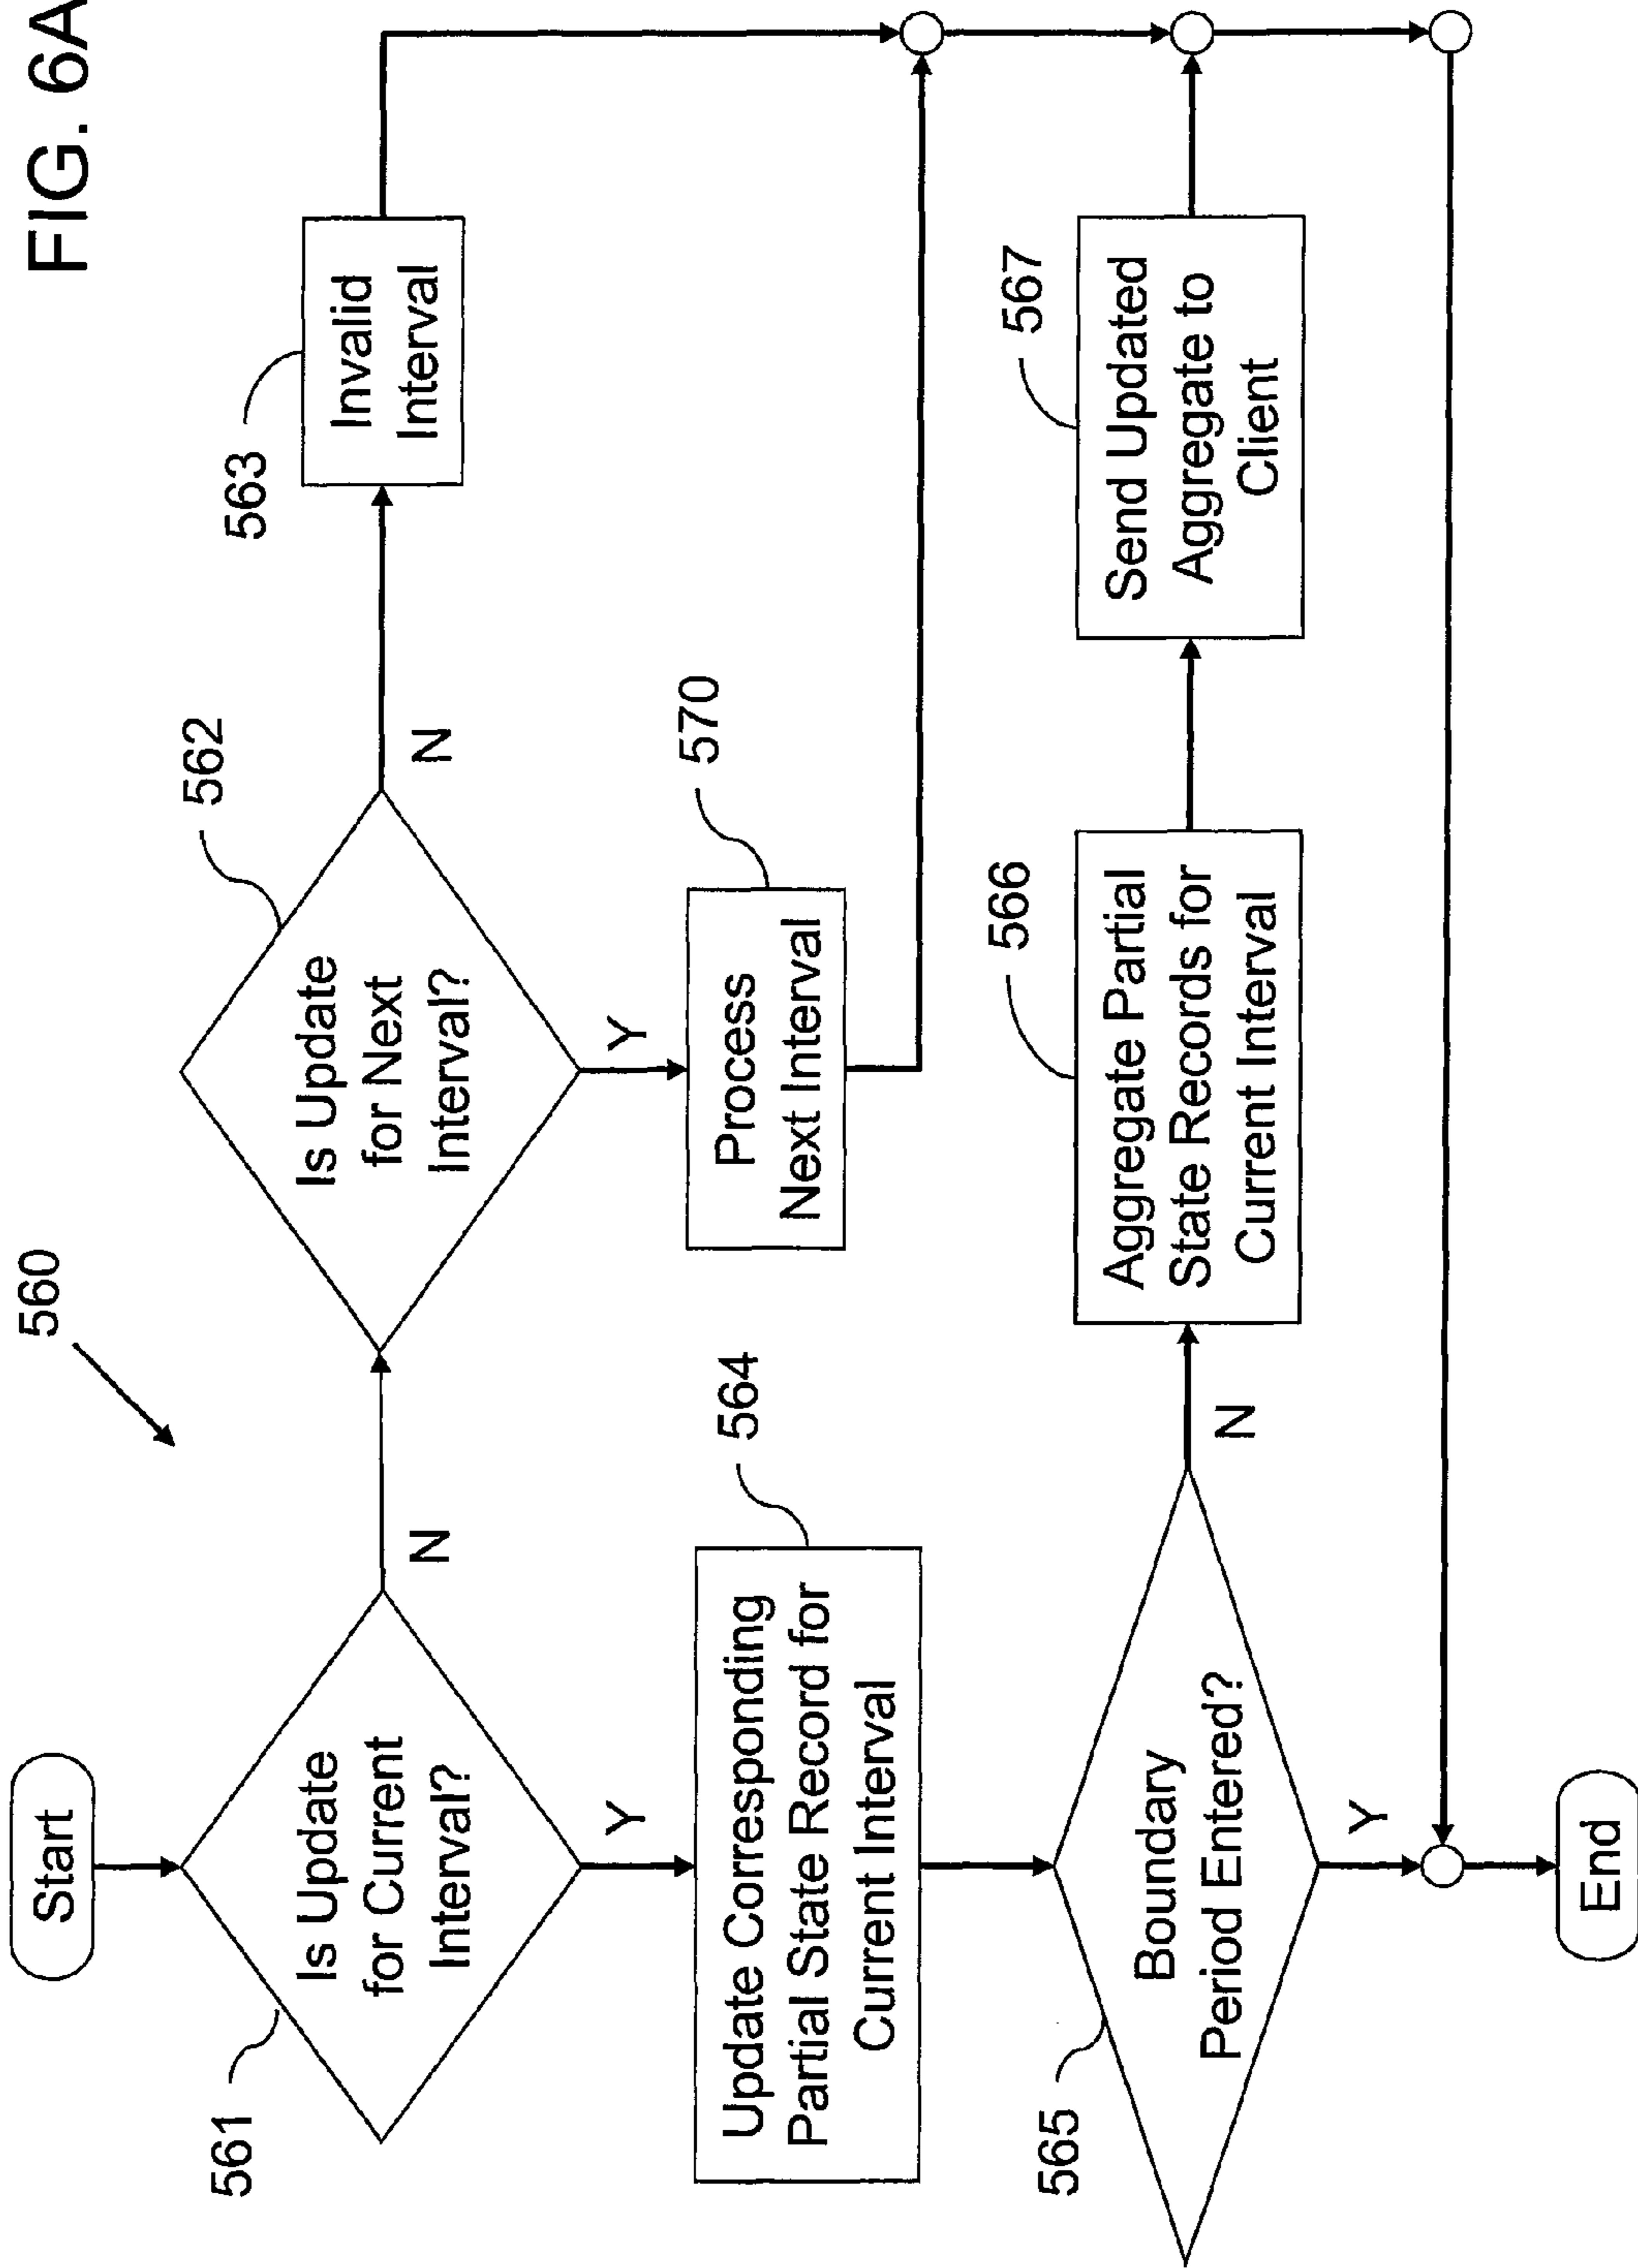 FIG. 6A
560
Start
561
Is Update
for Current
Interval?
N
562
Is Update
for Next
Interval?
N
563
Invalid
Interval
Y
Y
564
Update Corresponding
Partial State Record for
Current Interval
570
Process
Next Interval
565
Boundary
Period Entered?
N
566
Aggregate Partial
State Records for
Current Interval
567
Send Updated
Aggregate to
Client
Y
End